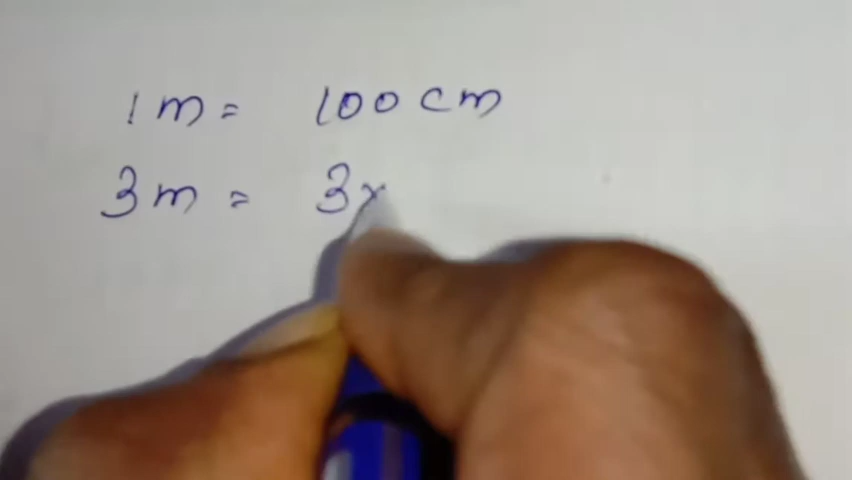 1 m = 100 cm
3 m = 3 x